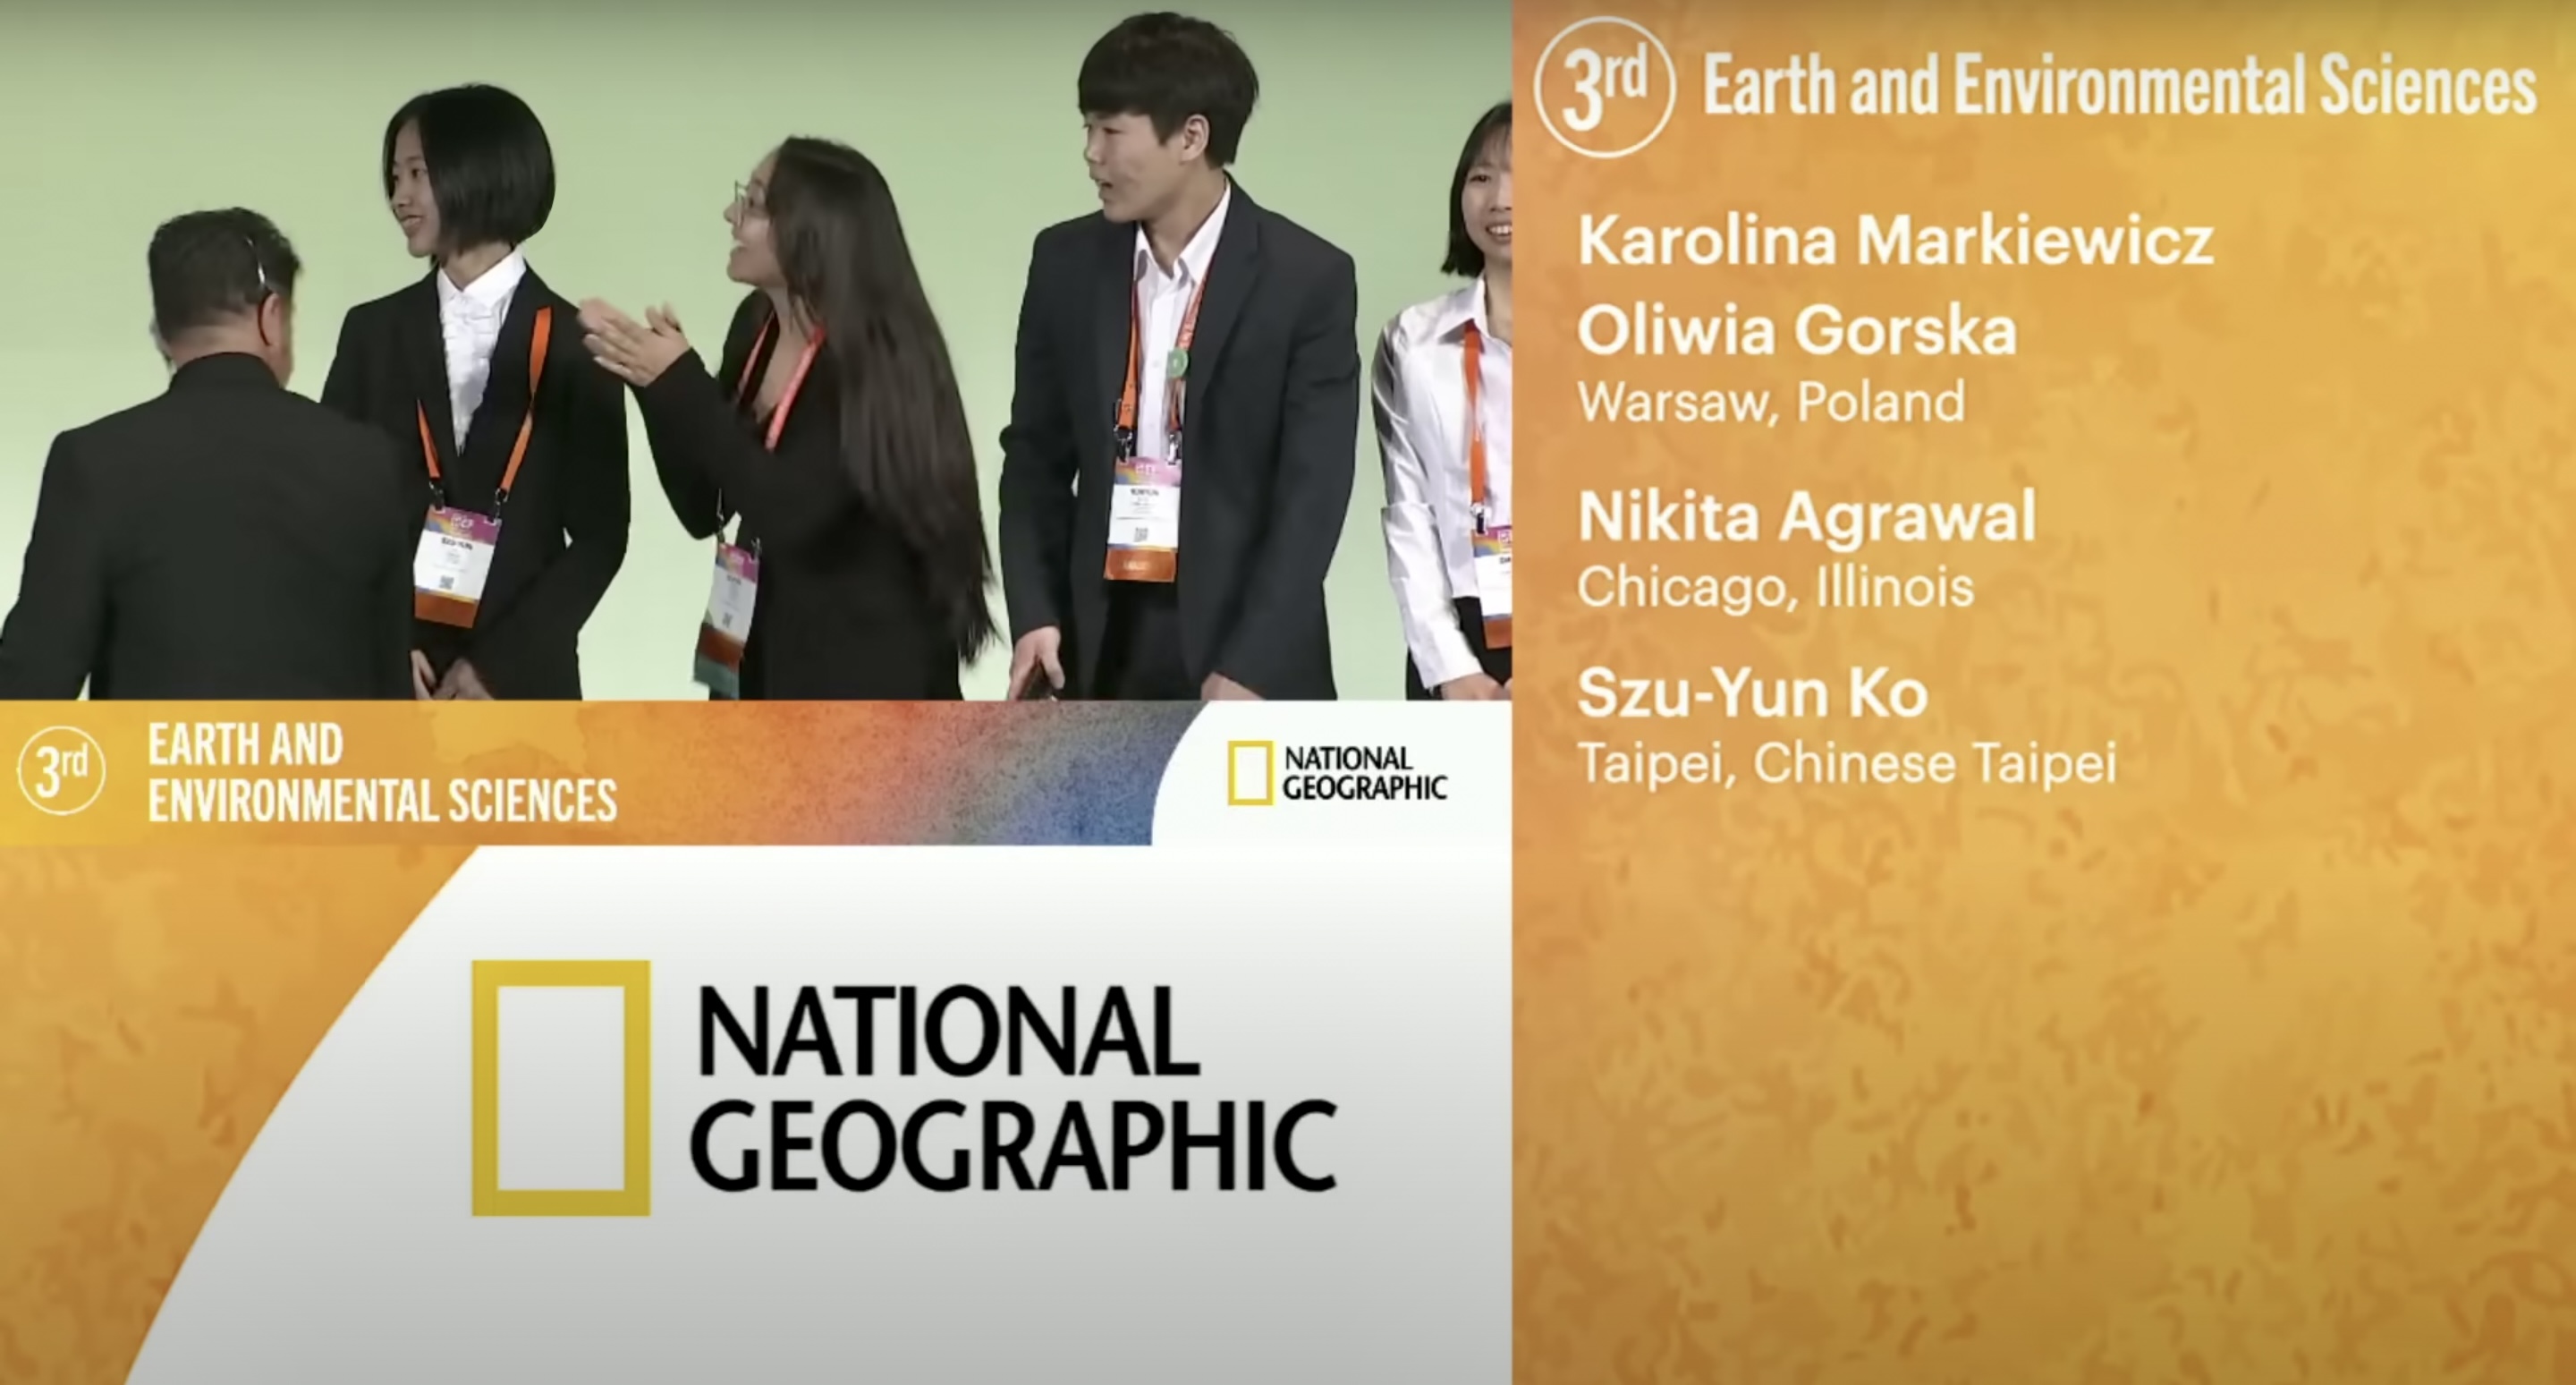 3rd Earth and Environmental Sciences
Karolina Markiewicz
Oliwia Gorska
Warsaw, Poland
Nikita Agrawal
Chicago, Illinois
Szu-Yun Ko
Taipei, Chinese Taipei
3rd
EARTH AND
ENVIRONMENTAL SCIENCES
NATIONAL
GEOGRAPHIC
NATIONAL
GEOGRAPHIC